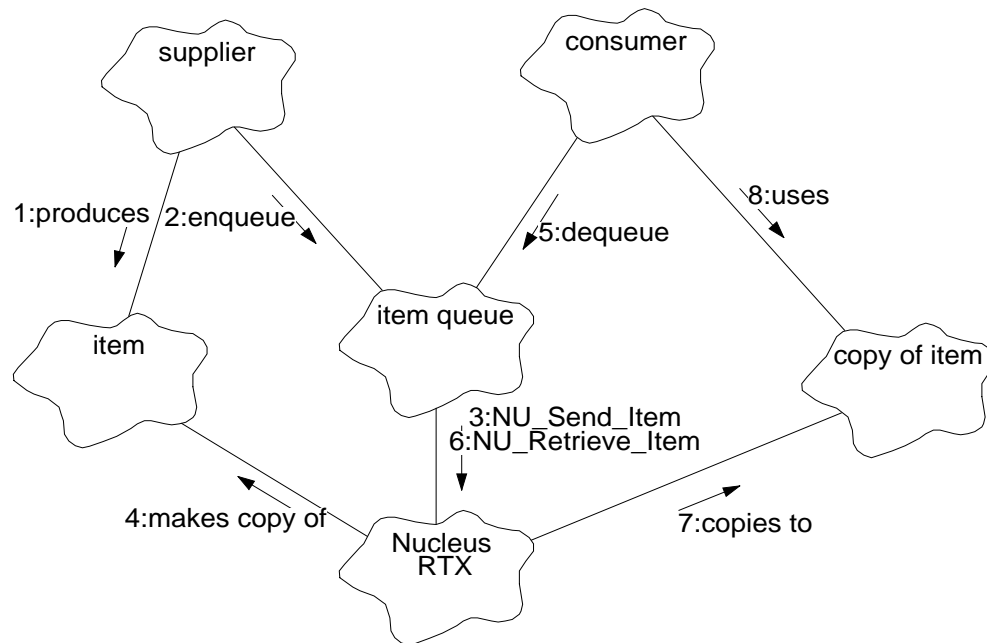 supplier
consumer
1:produces
2:enqueue
5:dequeue
8:uses
item
item queue
copy of item
3:NU_Send_Item
6:NU_Retrieve_Item
4:makes copy of
7:copies to
Nucleus
RTX